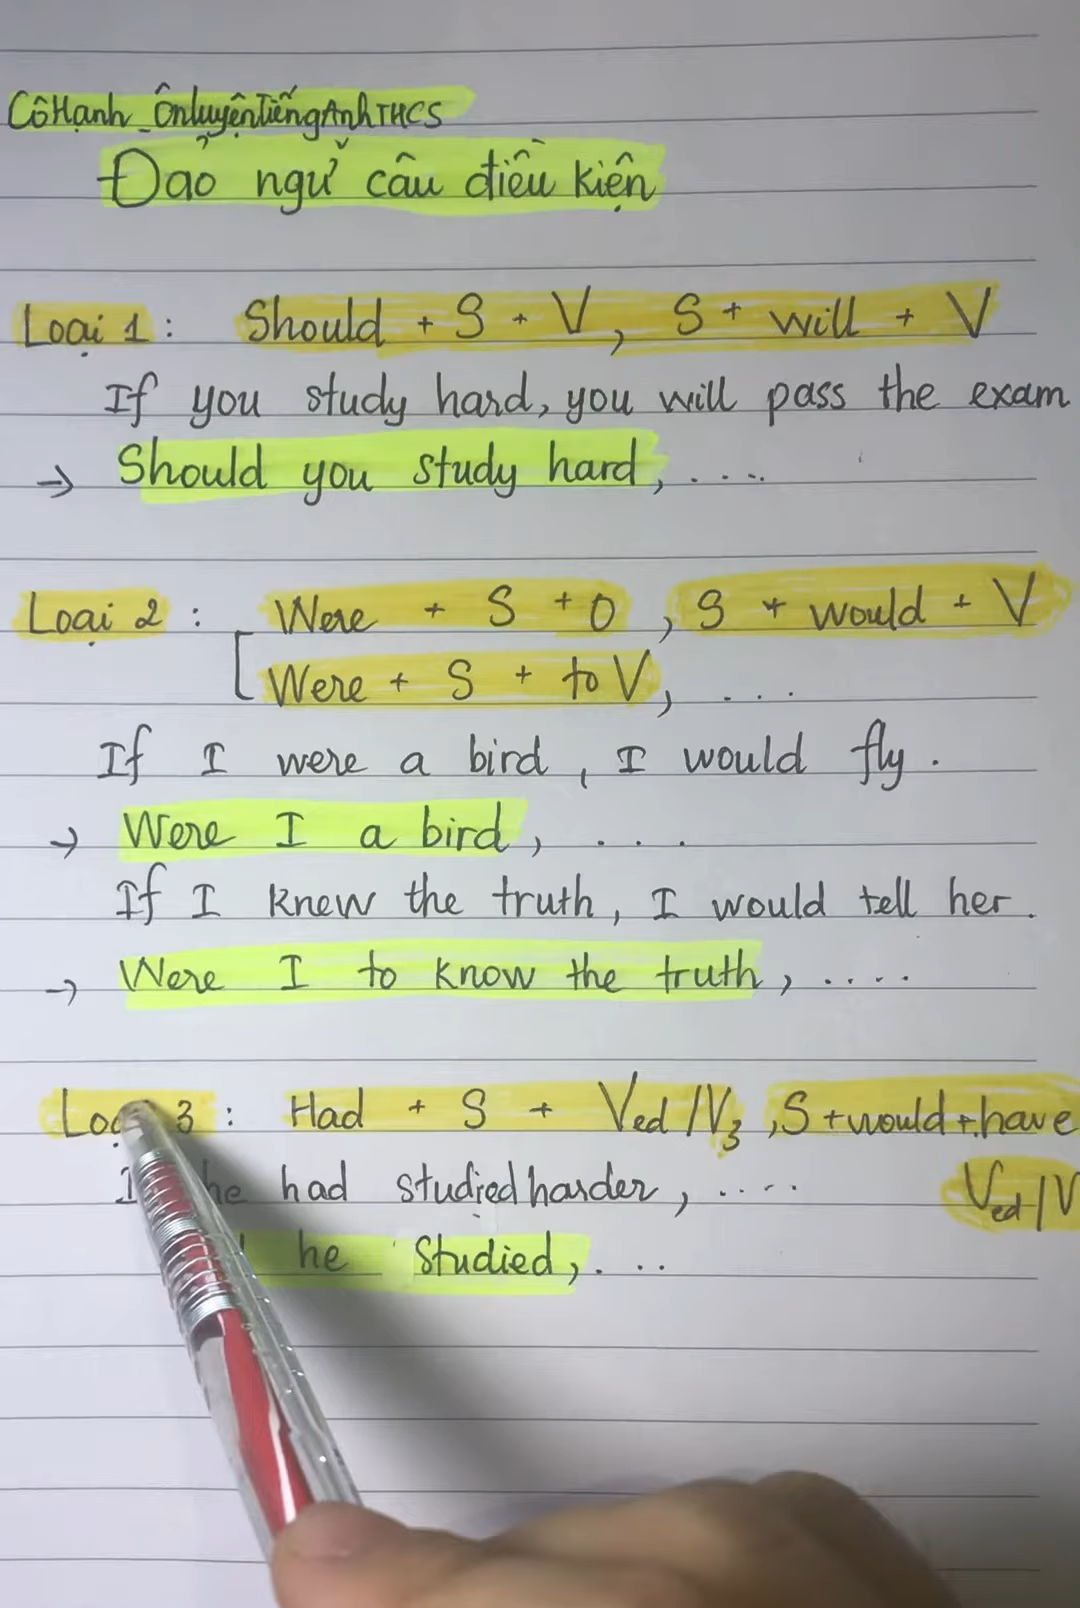 CôHạnh_ÔnluyệnTiếngAnhTHCS
Đảo ngữ câu điều kiện
Loại 1 : Should + S + V, S + will + V
If you study hard, you will pass the exam
→ Should you study hard, ....
Loại 2 : Were + S + O , S + would + V
Were + S + to V, ....
If I were a bird, I would fly.
→ Were I a bird, ....
If I knew the truth, I would tell her.
→ Were I to know the truth, ....
3 : Had + S + Ved/V3, S + would + have
he had studied harder, ....
Ved/V
he studied, ...